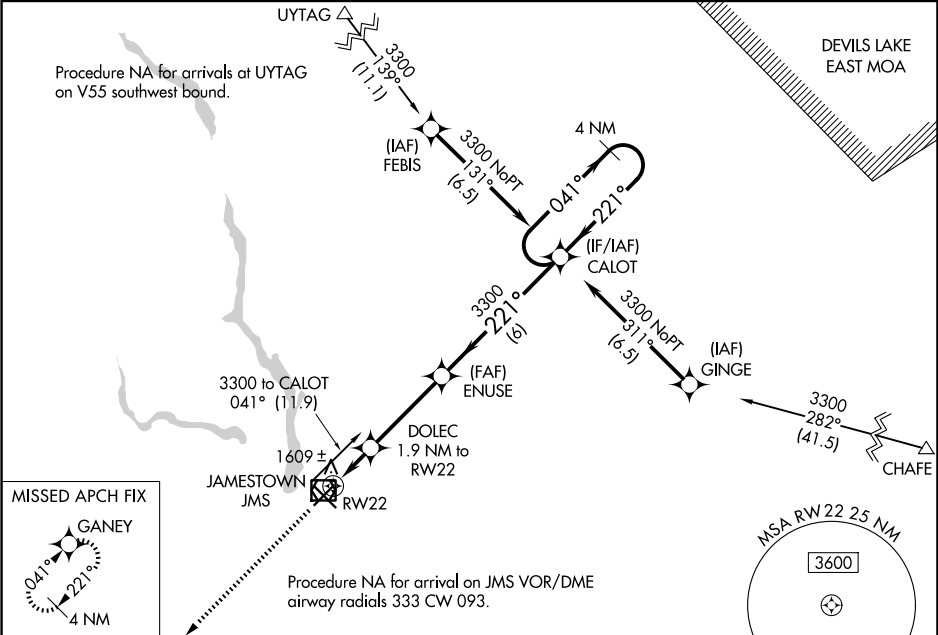 UYTAG
3300
139°
(11.1)
Procedure NA for arrivals at UYTAG
on V55 southwest bound.
DEVILS LAKE
EAST MOA
(IAF)
FEBIS
3300 NoPT
131°
(6.5)
4 NM
041°
221°
(IF/IAF)
CALOT
3300
221°
(6)
3300 NoPT
311°
(6.5)
(IAF)
GINGE
3300
282°
(41.5)
CHAFE
(FAF)
ENUSE
3300 to CALOT
041° (11.9)
DOLEC
1.9 NM to
RW22
1609 ±
JAMESTOWN
JMS
RW22
MISSED APCH FIX
GANEY
041°
221°
4 NM
Procedure NA for arrival on JMS VOR/DME
airway radials 333 CW 093.
MSA RW22 25 NM
3600